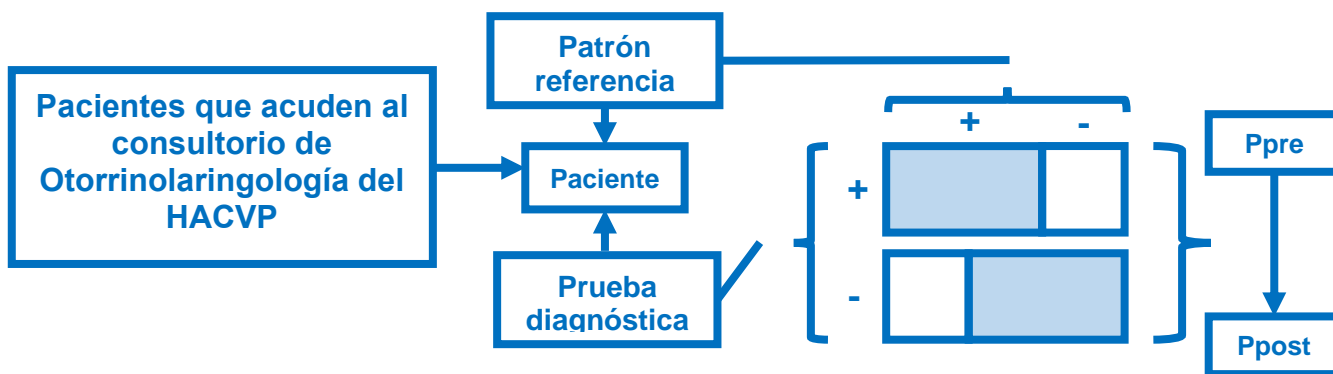 Patrón
referencia
Pacientes que acuden al
consultorio de
Otorrinolaringología del
HACVP
Paciente
Prueba
diagnóstica
+ -
+
-
Ppre
Ppost